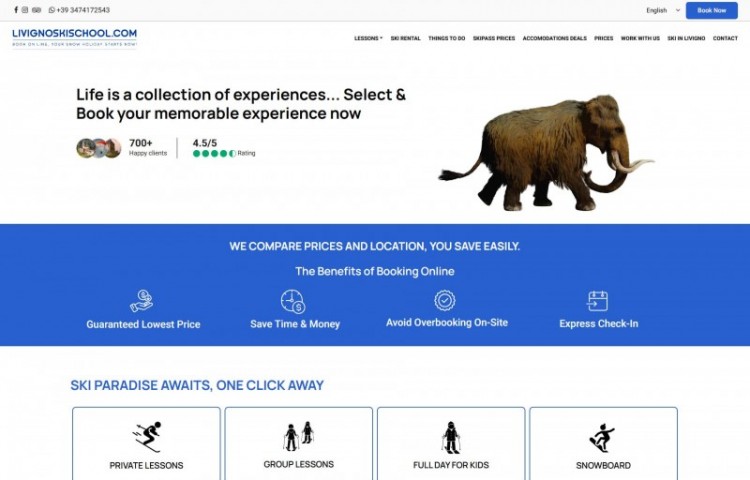 +39 3474172543
English
Book Now
LIVIGNOSKISCHOOL.COM
BOOK ON LINE, YOUR SNOW HOLIDAY STARTS NOW!
LESSONS SKI RENTAL THINGS TO DO SKIPASS PRICES ACCOMODATIONS DEALS PRICES WORK WITH US SKI IN LIVIGNO CONTACT
Life is a collection of experiences... Select &
Book your memorable experience now
700+
Happy clients
4.5/5
Rating
WE COMPARE PRICES AND LOCATION, YOU SAVE EASILY.
The Benefits of Booking Online
Guaranteed Lowest Price
Save Time & Money
Avoid Overbooking On-Site
Express Check-In
SKI PARADISE AWAITS, ONE CLICK AWAY
PRIVATE LESSONS
GROUP LESSONS
FULL DAY FOR KIDS
SNOWBOARD